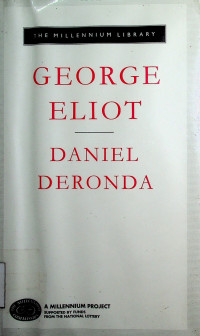 THE MILLENNIUM LIBRARY
GEORGE
ELIOT
DANIEL
DERONDA
A MILLENNIUM PROJECT
SUPPORTED BY FUNDS
FROM THE NATIONAL LOTTERY